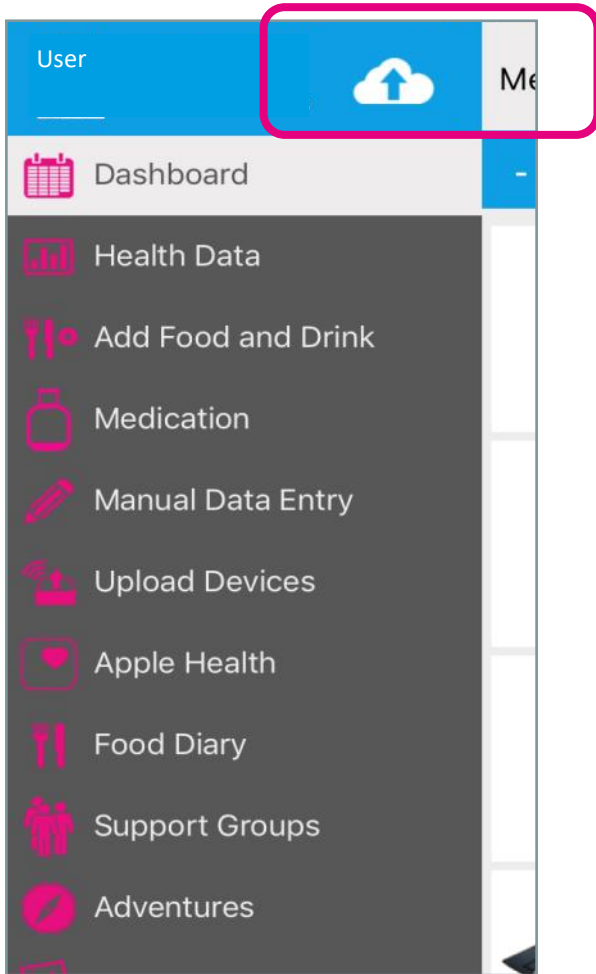 User
Me
Dashboard
-
Health Data
Add Food and Drink
Medication
Manual Data Entry
Upload Devices
Apple Health
Food Diary
Support Groups
Adventures